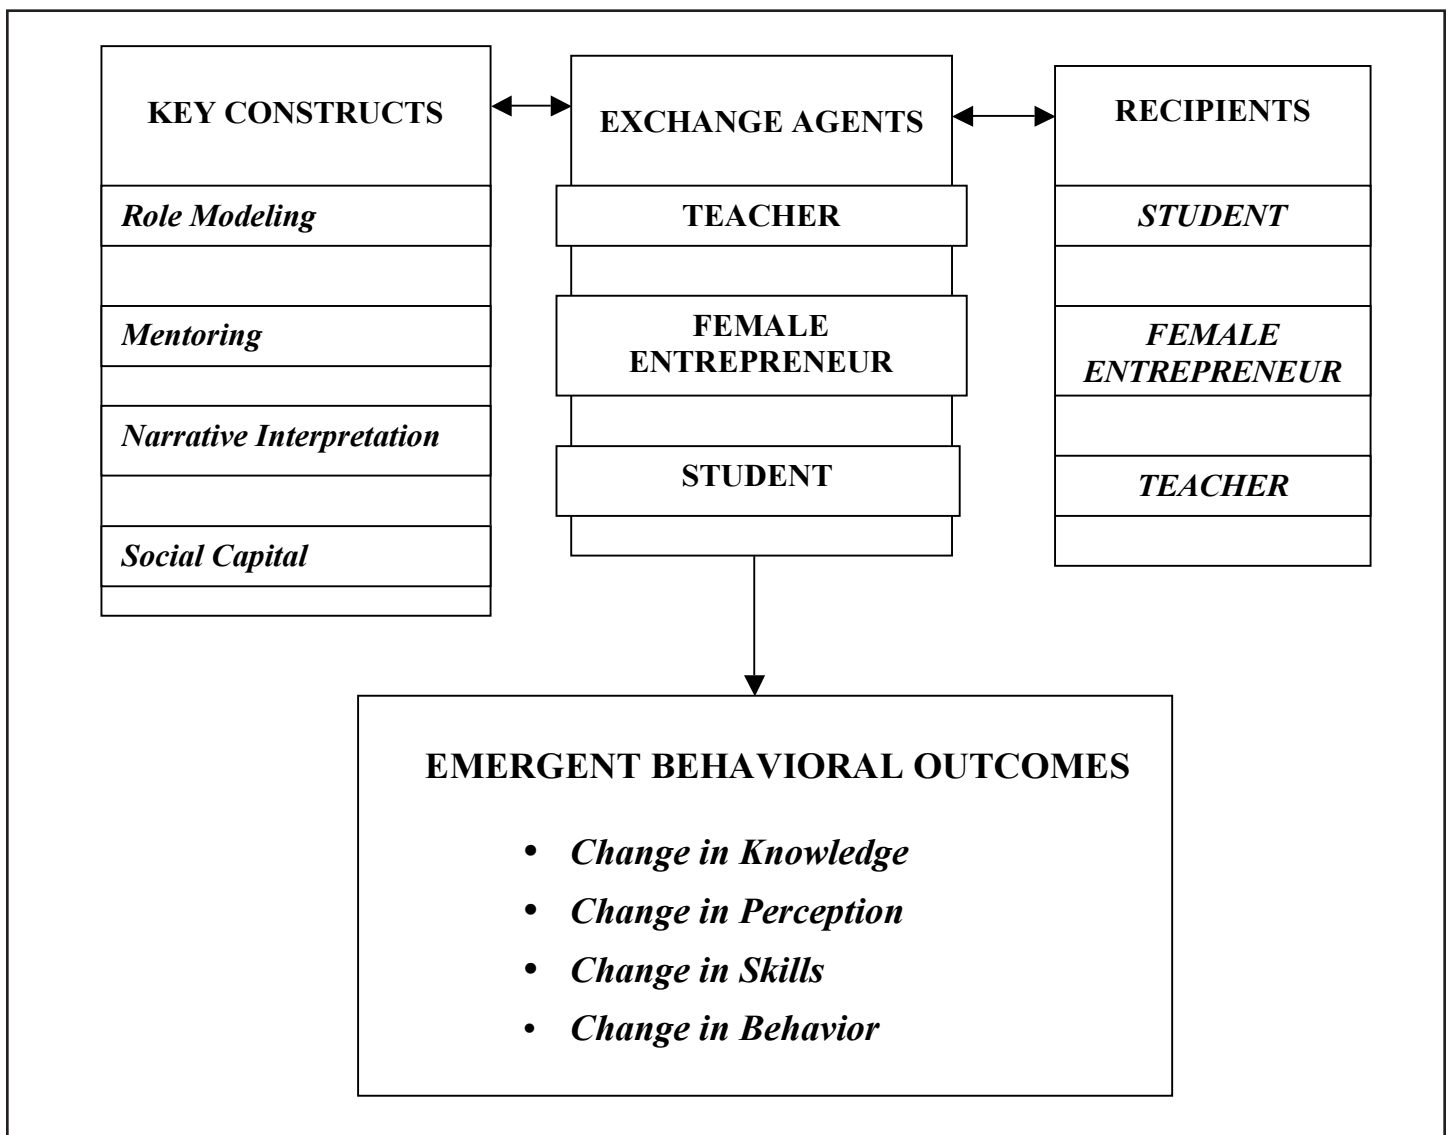 KEY CONSTRUCTS
Role Modeling
Mentoring
Narrative Interpretation
Social Capital
EXCHANGE AGENTS
TEACHER
FEMALE
ENTREPRENEUR
STUDENT
RECIPIENTS
STUDENT
FEMALE
ENTREPRENEUR
TEACHER
EMERGENT BEHAVIORAL OUTCOMES
• Change in Knowledge
• Change in Perception
• Change in Skills
• Change in Behavior